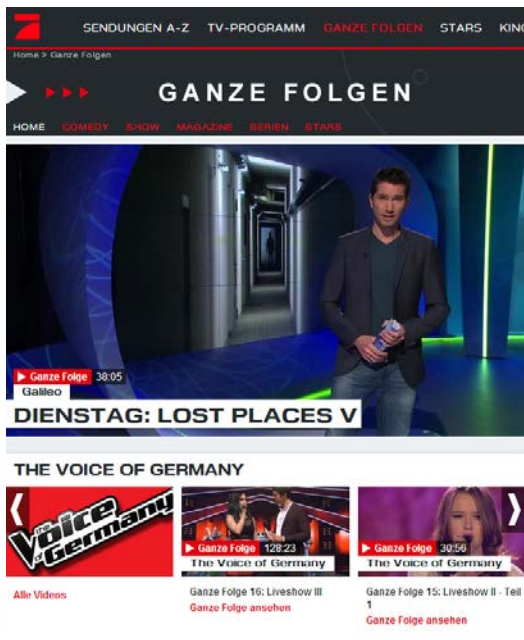 SENDUNGEN A-Z TV-PROGRAMM GANZE FOLGEN STARS KINO
Home > Ganze Folgen
GANZE FOLGEN
HOME COMEDY SHOW MAGAZINE SERIEN STARS
Ganze Folge 38:05
Galileo
DIENSTAG: LOST PLACES V
THE VOICE OF GERMANY
the Voice
of Germany
Ganze Folge 128:23
The Voice of Germany
Ganze Folge 30:56
The Voice of Germany
Alle Videos
Ganze Folge 16: Liveshow III
Ganze Folge ansehen
Ganze Folge 15: Liveshow II - Teil
1
Ganze Folge ansehen